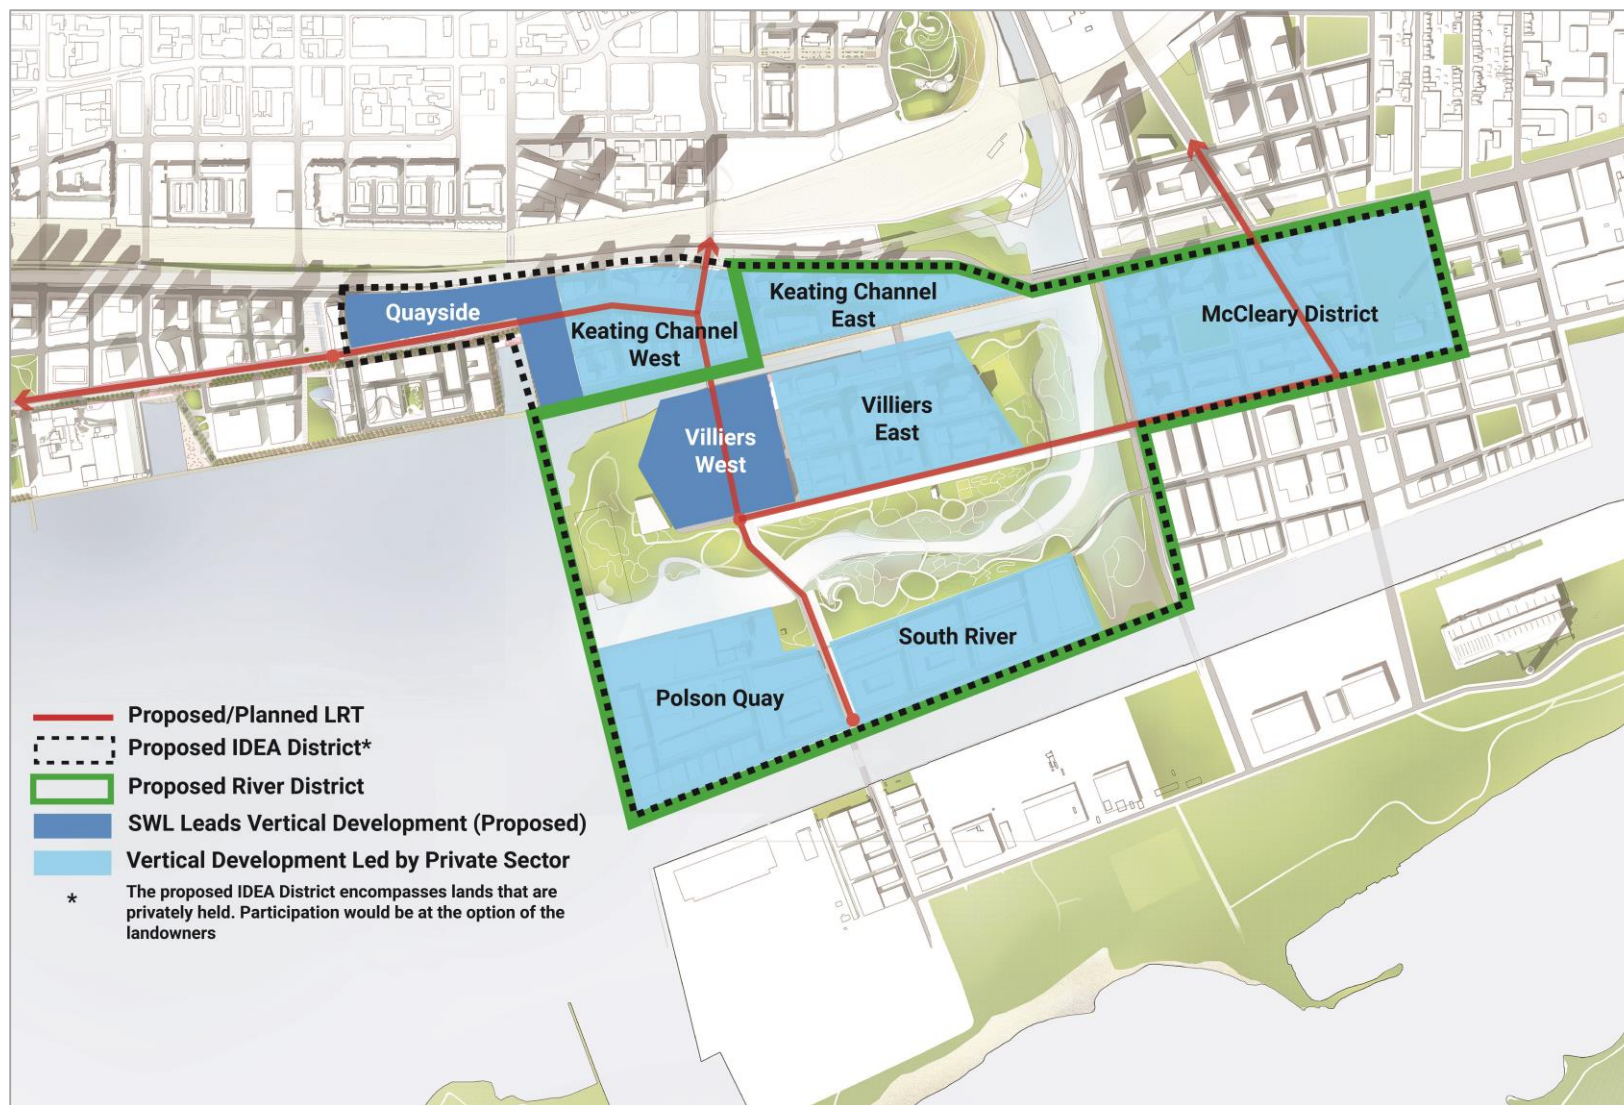 Quayside
Keating Channel
West
Keating Channel
East
McCleary District
Villiers
West
Villiers
East
South River
Polson Quay
Proposed/Planned LRT
Proposed IDEA District*
Proposed River District
SWL Leads Vertical Development (Proposed)
Vertical Development Led by Private Sector
* The proposed IDEA District encompasses lands that are
privately held. Participation would be at the option of the
landowners